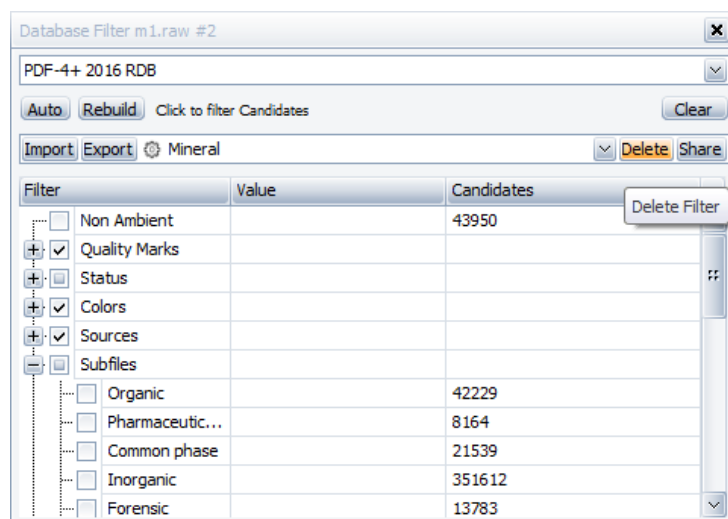 Database Filter m1.raw #2
PDF-4+ 2016 RDB
Auto Rebuild Click to filter Candidates Clear
Import Export Mineral Delete Share
Filter Value Candidates
Delete Filter
Non Ambient 43950
Quality Marks
Status
Colors
Sources
Subfiles
Organic 42229
Pharmaceutic... 8164
Common phase 21539
Inorganic 351612
Forensic 13783